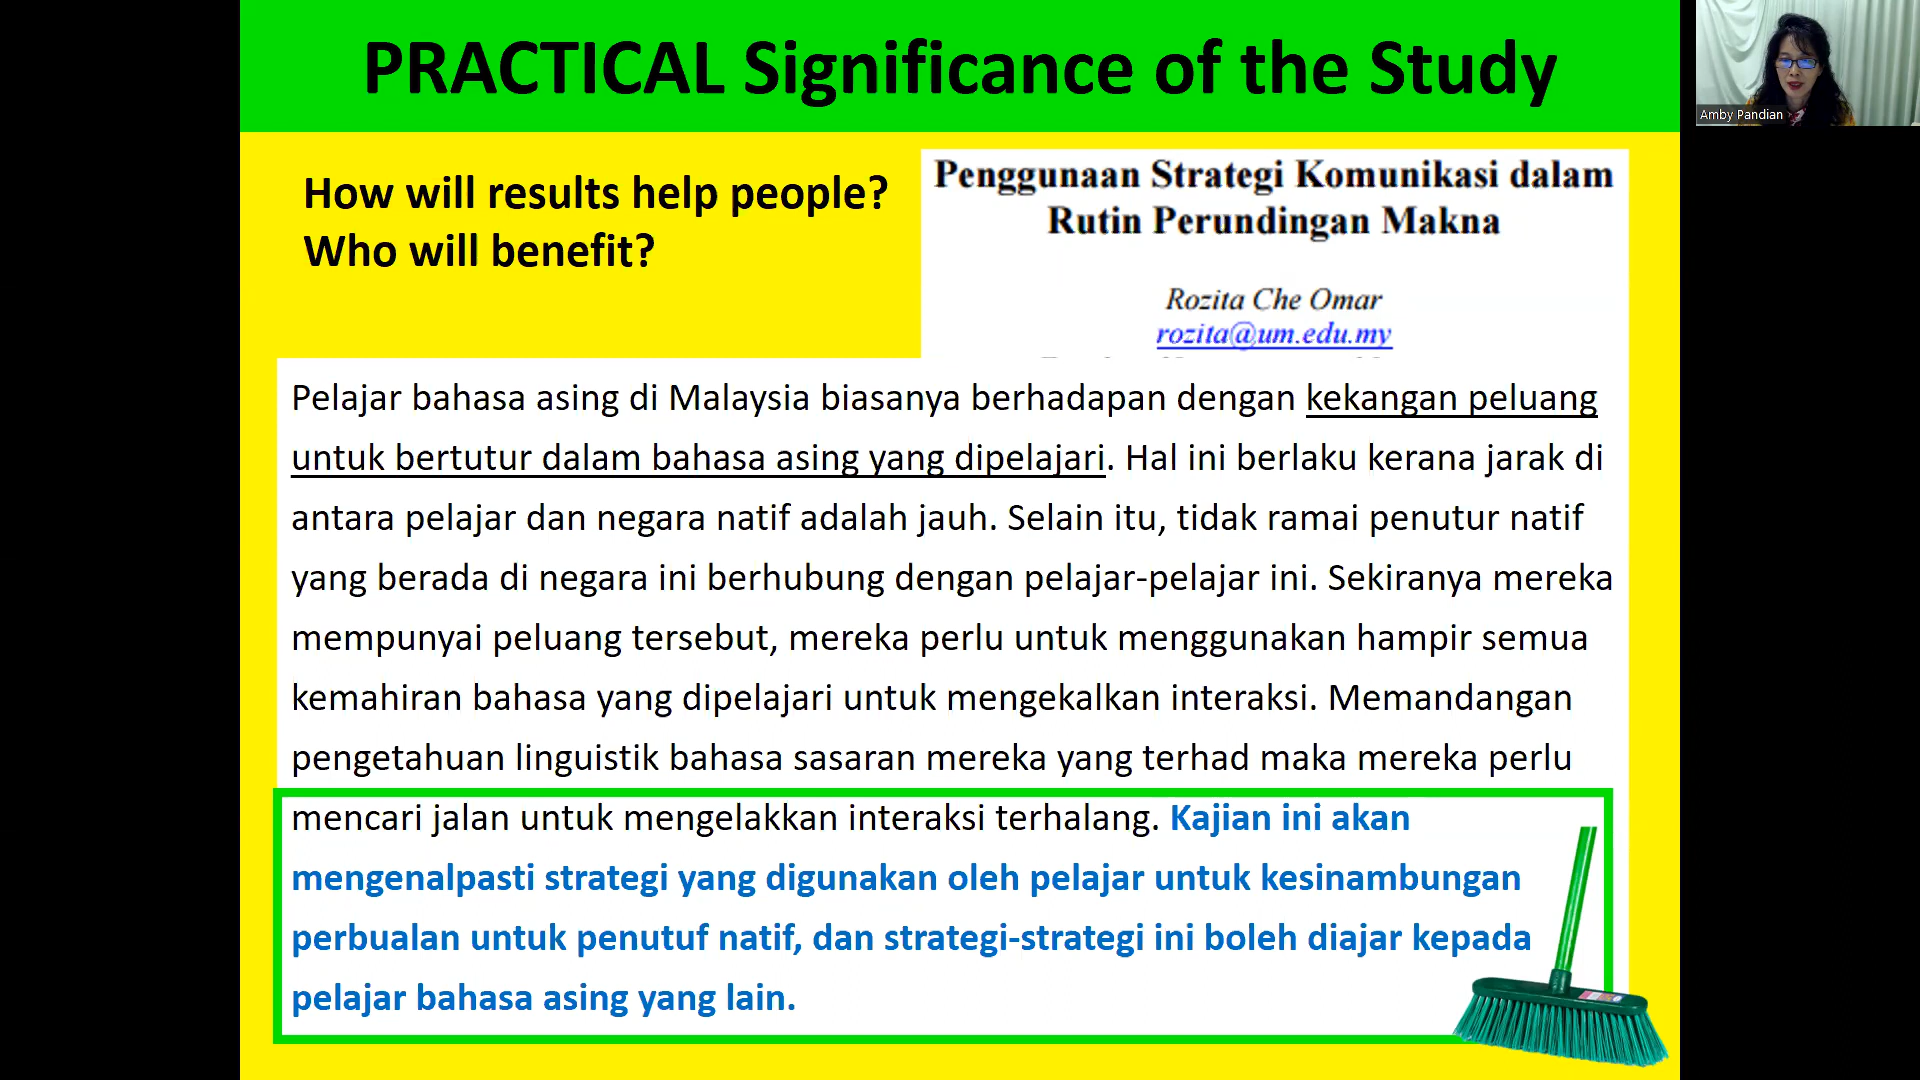 PRACTICAL Significance of the Study
Amby Pandian
How will results help people?
Who will benefit?
Penggunaan Strategi Komunikasi dalam
Rutin Perundingan Makna
Rozita Che Omar
rozita@um.edu.my
Pelajar bahasa asing di Malaysia biasanya berhadapan dengan kekangan peluang
untuk bertutur dalam bahasa asing yang dipelajari. Hal ini berlaku kerana jarak di
antara pelajar dan negara natif adalah jauh. Selain itu, tidak ramai penutur natif
yang berada di negara ini berhubung dengan pelajar-pelajar ini. Sekiranya mereka
mempunyai peluang tersebut, mereka perlu untuk menggunakan hampir semua
kemahiran bahasa yang dipelajari untuk mengekalkan interaksi. Memandangan
pengetahuan linguistik bahasa sasaran mereka yang terhad maka mereka perlu
mencari jalan untuk mengelakkan interaksi terhalang. Kajian ini akan
mengenalpasti strategi yang digunakan oleh pelajar untuk kesinambungan
perbualan untuk penutuf natif, dan strategi-strategi ini boleh diajar kepada
pelajar bahasa asing yang lain.